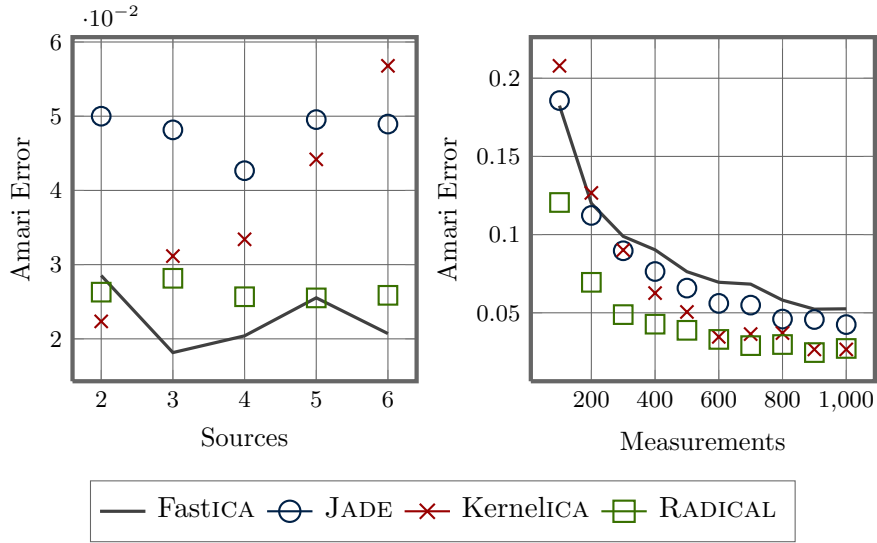 ·10⁻²
6
5
4
3
2
Amari Error
2 3 4 5 6
Sources
0.2
0.15
0.1
0.05
Amari Error
200 400 600 800 1,000
Measurements
FastICA JADE KernelICA RADICAL